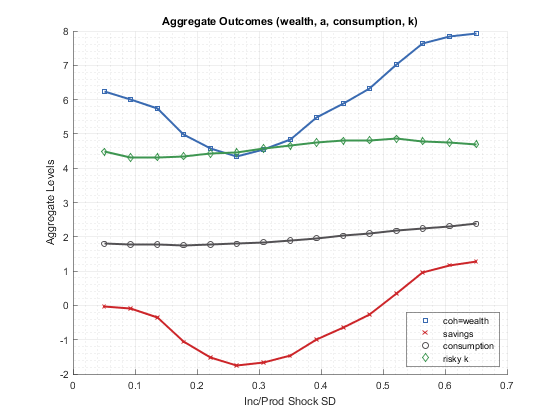 Aggregate Outcomes (wealth, a, consumption, k)
8
7
6
5
4
3
2
1
0
-1
-2
Aggregate Levels
coh=wealth
savings
consumption
risky k
0
0.1
0.2
0.3
0.4
0.5
0.6
0.7
Inc/Prod Shock SD